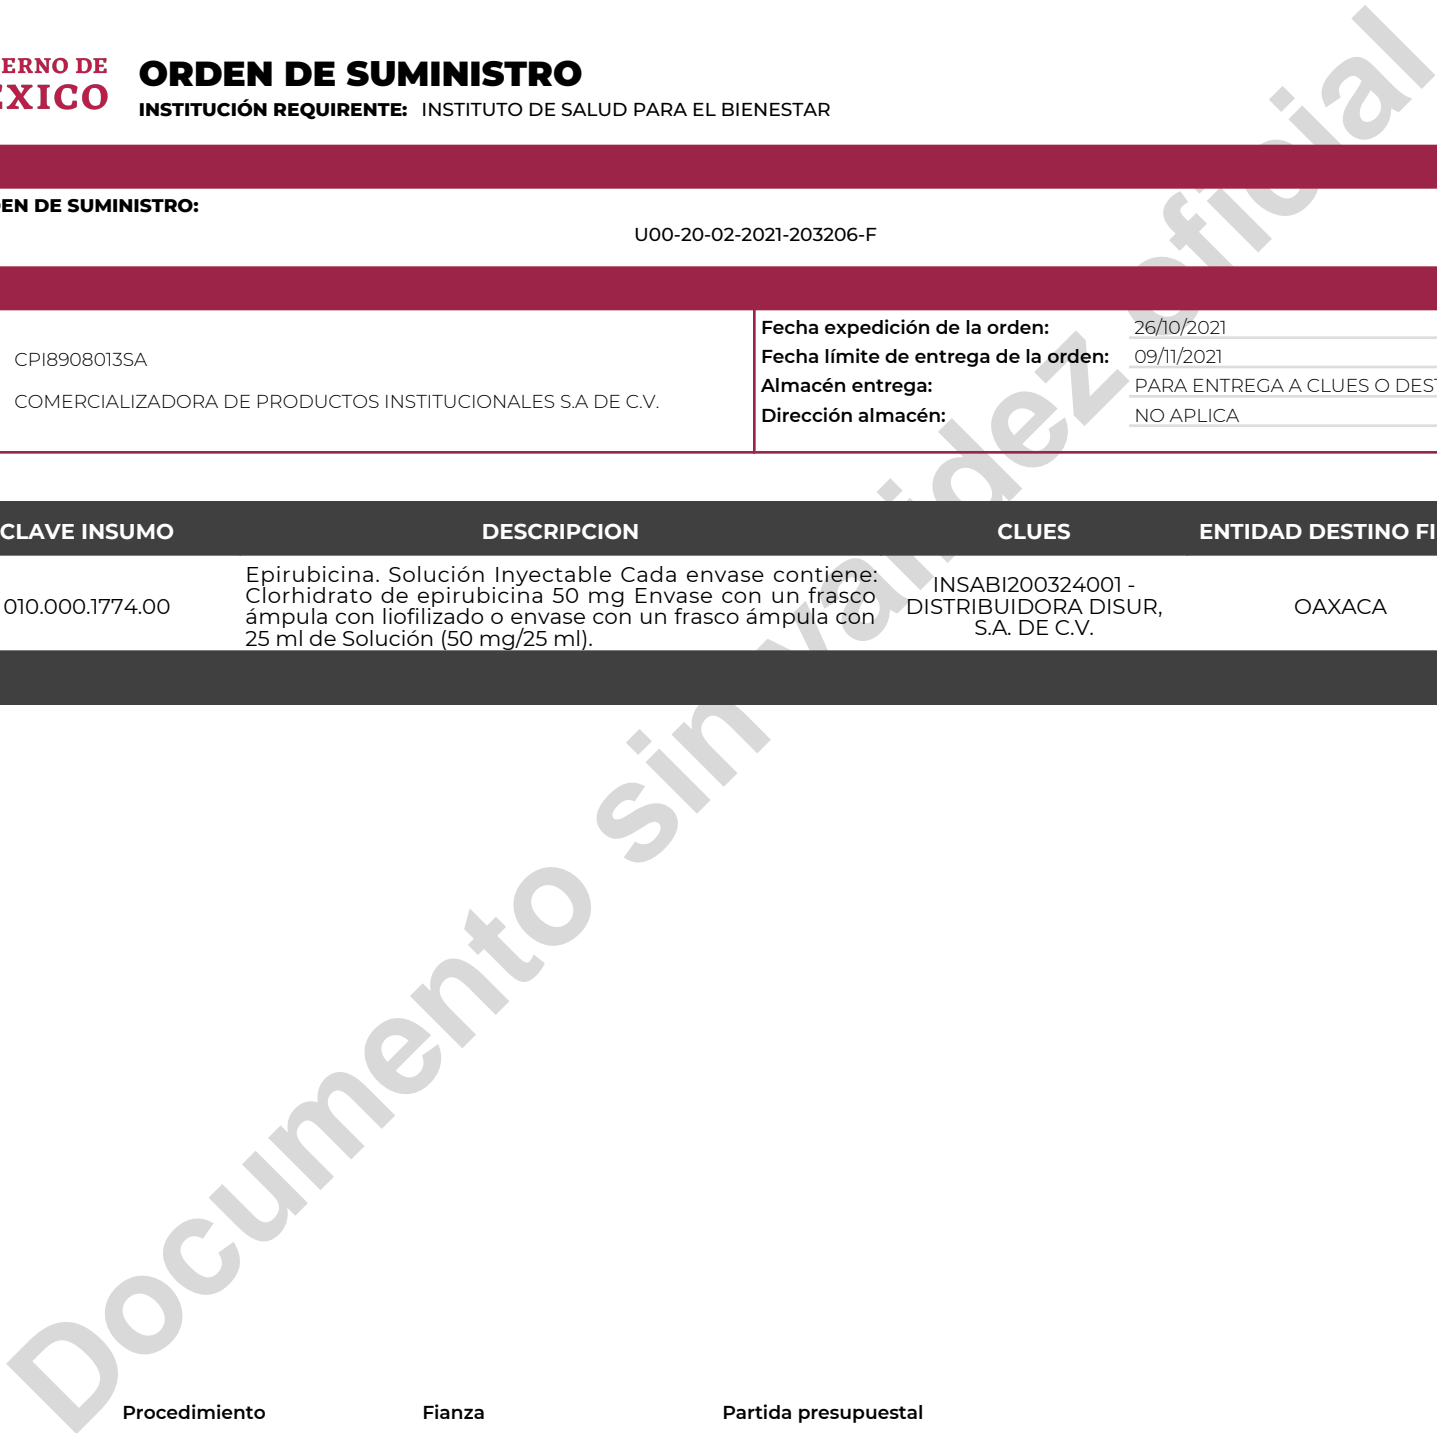 ERNO DE
ÉXICO
ORDEN DE SUMINISTRO
INSTITUCIÓN REQUIRENTE: INSTITUTO DE SALUD PARA EL BIENESTAR
EN DE SUMINISTRO:
U00-20-02-2021-203206-F
CPI8908013SA
COMERCIALIZADORA DE PRODUCTOS INSTITUCIONALES S.A DE C.V.
Fecha expedición de la orden: 26/10/2021
Fecha límite de entrega de la orden: 09/11/2021
Almacén entrega: PARA ENTREGA A CLUES O DEST
Dirección almacén: NO APLICA
CLAVE INSUMO DESCRIPCION CLUES ENTIDAD DESTINO FI
010.000.1774.00
Epirubicina. Solución Inyectable Cada envase contiene:
Clorhidrato de epirubicina 50 mg Envase con un frasco
ámpula con liofilizado o envase con un frasco ámpula con
25 ml de Solución (50 mg/25 ml).
INSABI200324001 -
DISTRIBUIDORA DISUR,
S.A. DE C.V.
OAXACA
Documento sin validez oficial
Procedimiento Fianza Partida presupuestal